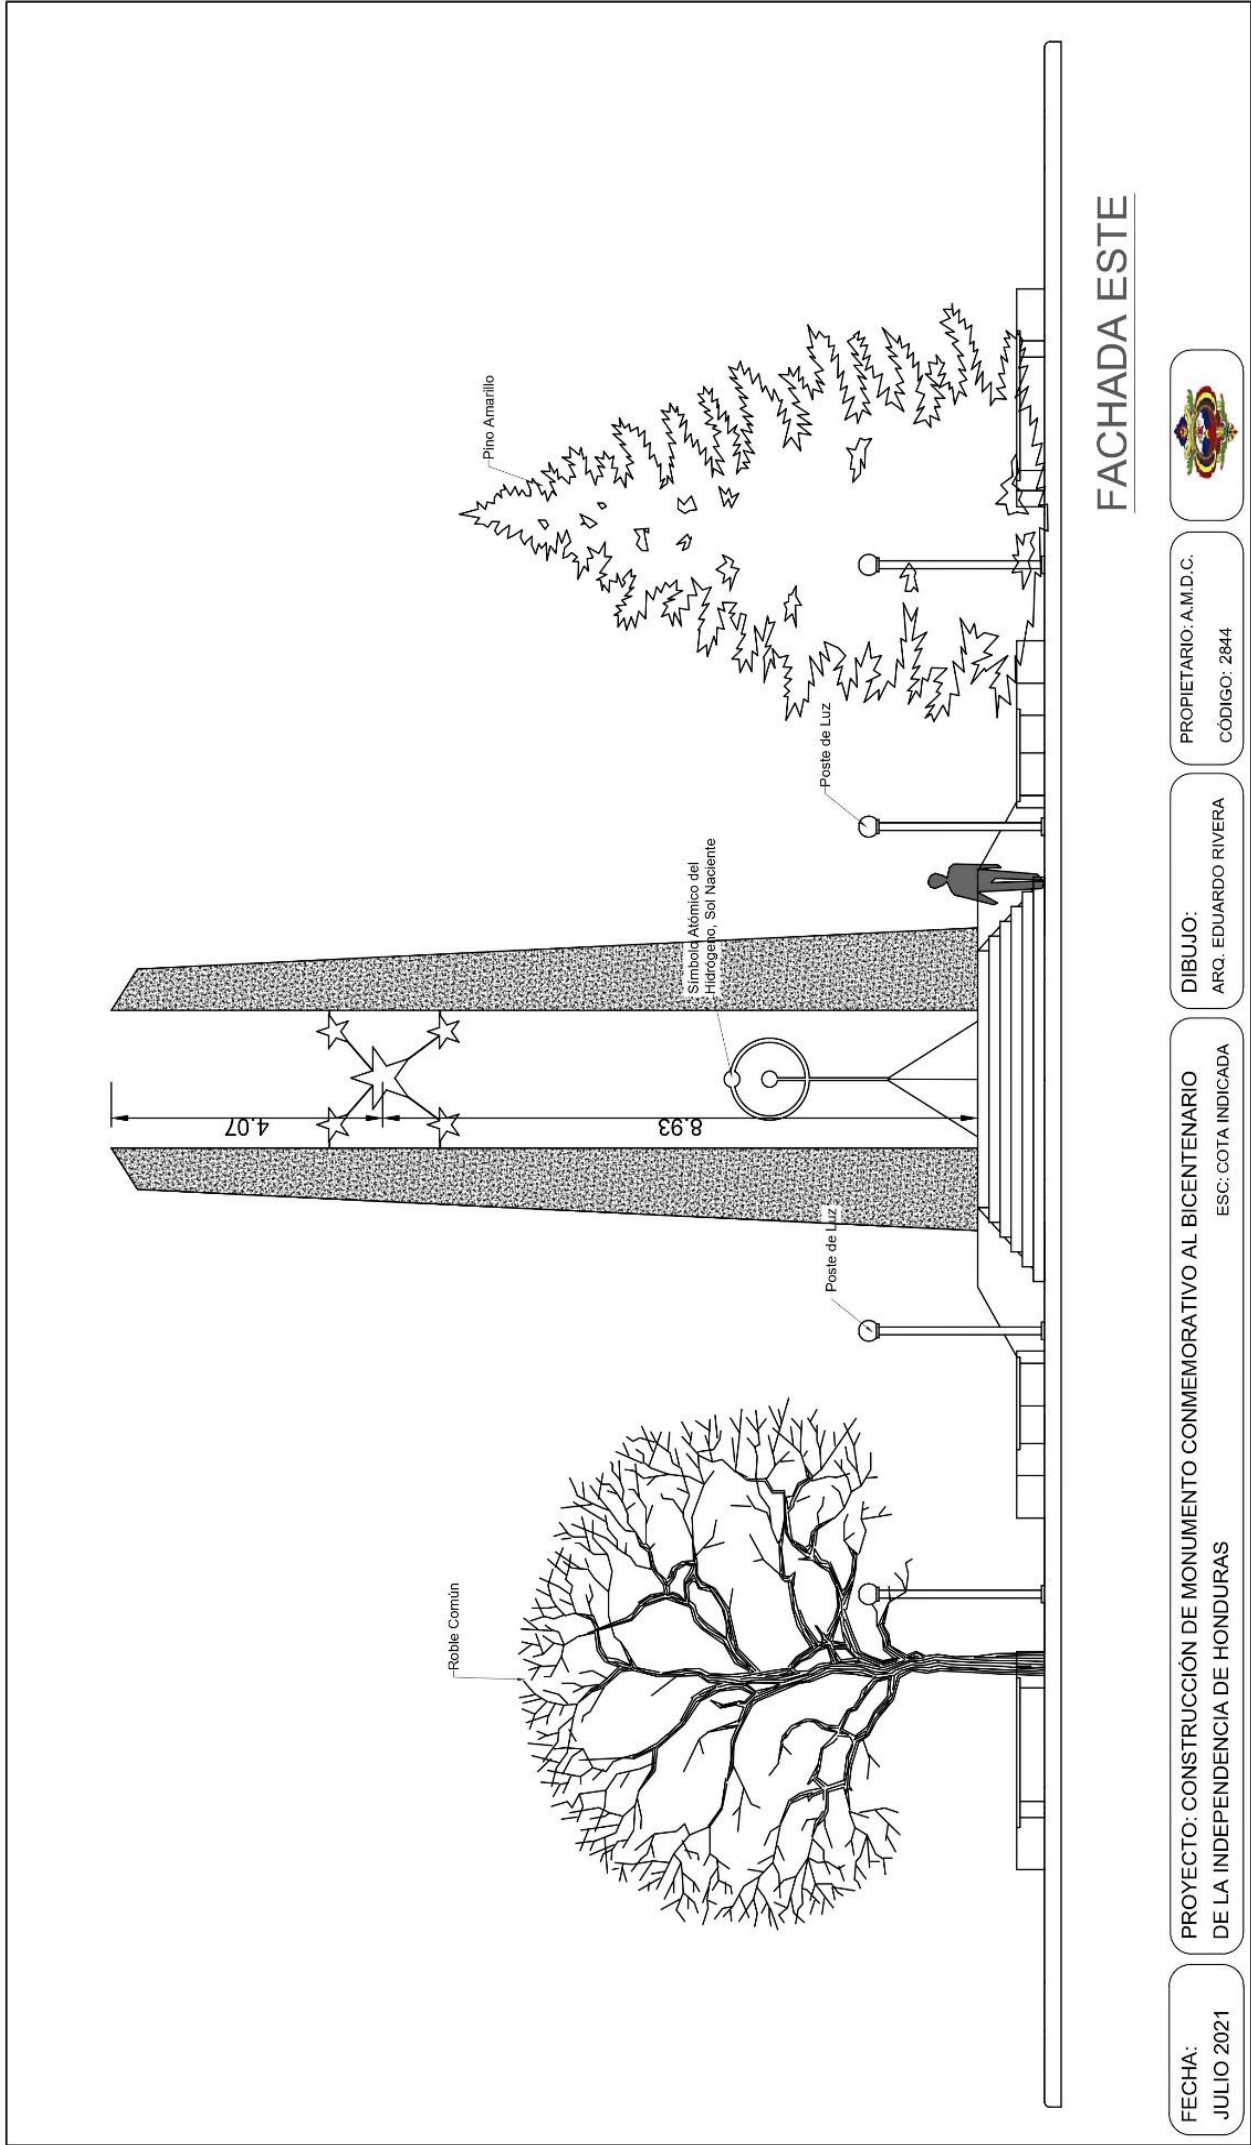 Roble Común
Pino Amarillo
4.07
8.93
Símbolo Atómico del
Hidrógeno, Sol Naciente
Poste de Luz
Poste de Luz
FACHADA ESTE
FECHA:
JULIO 2021
PROYECTO: CONSTRUCCIÓN DE MONUMENTO CONMEMORATIVO AL BICENTENARIO
DE LA INDEPENDENCIA DE HONDURAS
ESC: COTA INDICADA
DIBUJO:
ARQ. EDUARDO RIVERA
PROPIETARIO: A.M.D.C.
CÓDIGO: 2844